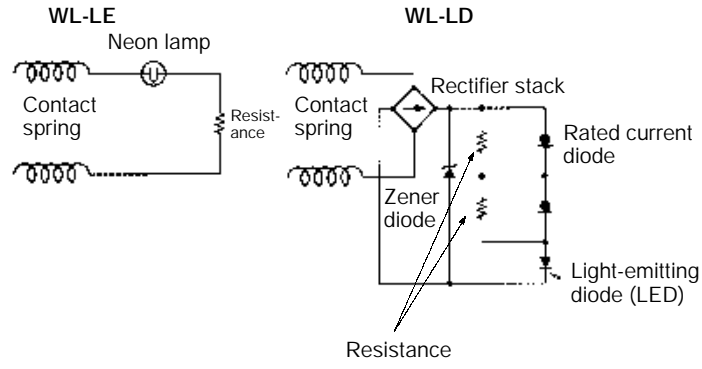 WL-LE
Neon lamp
Contact
spring
Resist-
ance
WL-LD
Rectifier stack
Contact
spring
Rated current
diode
Zener
diode
Light-emitting
diode (LED)
Resistance